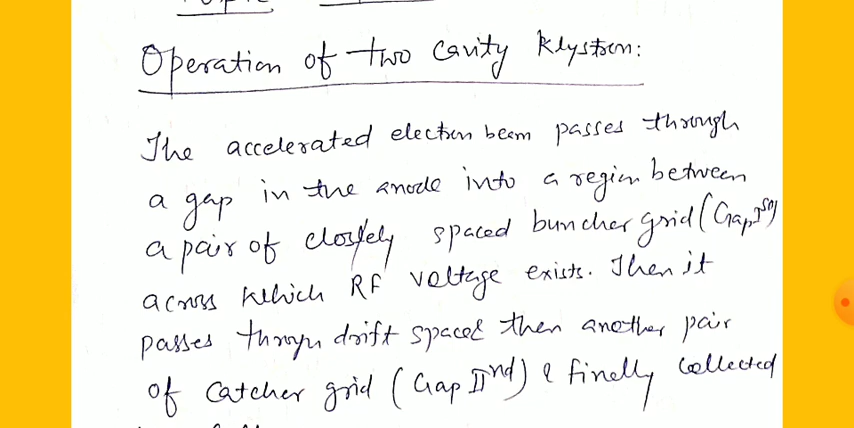 Operation of two Cavity Klystron:
The accelerated electron beem passes through
a gap in the anode into a region between
a pair of closely spaced buncher grid (Gap Ist)
across which RF voltage exists. Then it
passes through drift space & then another pair
of Catcher grid (Gap IInd) & finally Collected